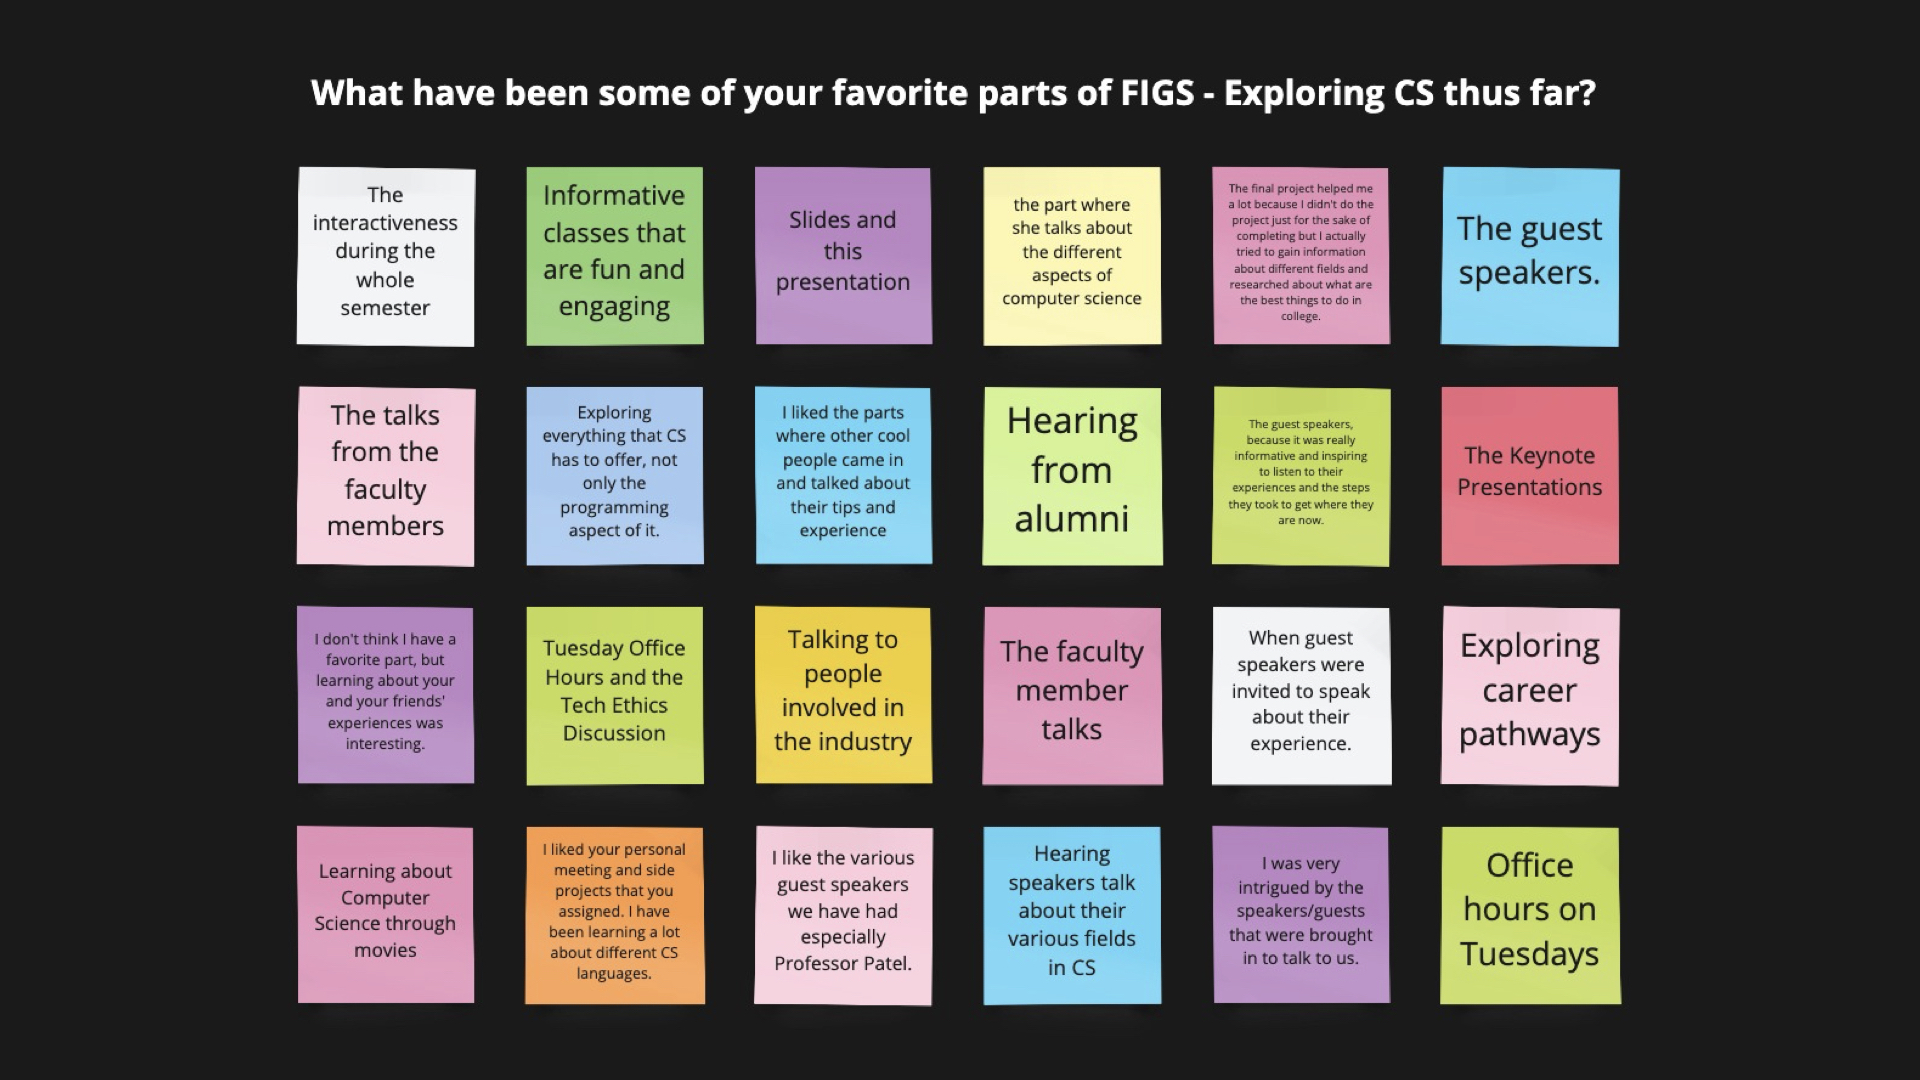 What have been some of your favorite parts of FIGS - Exploring CS thus far?
The
interactiveness
during the
whole
semester
Informative
classes that
are fun and
engaging
Slides and
this
presentation
the part where
she talks about
the different
aspects of
computer science
The final project helped me
a lot because I didn't do the
project just for the sake of
completing but I actually
tried to gain information
about different fields and
researched about what are
the best things to do in
college.
The guest
speakers.
The talks
from the
faculty
members
Exploring
everything that CS
has to offer, not
only the
programming
aspect of it.
I liked the parts
where other cool
people came in
and talked about
their tips and
experience
Hearing
from
alumni
The guest speakers,
because it was really
informative and inspiring
to listen to their
experiences and the steps
they took to get where they
are now.
The Keynote
Presentations
I don't think I have a
favorite part, but
learning about your
and your friends'
experiences was
interesting.
Tuesday Office
Hours and the
Tech Ethics
Discussion
Talking to
people
involved in
the industry
The faculty
member
talks
When guest
speakers were
invited to speak
about their
experience.
Exploring
career
pathways
Learning about
Computer
Science through
movies
I liked your personal
meeting and side
projects that you
assigned. I have
been learning a lot
about different CS
languages.
I like the various
guest speakers
we have had
especially
Professor Patel.
Hearing
speakers talk
about their
various fields
in CS
I was very
intrigued by the
speakers/guests
that were brought
in to talk to us.
Office
hours on
Tuesdays